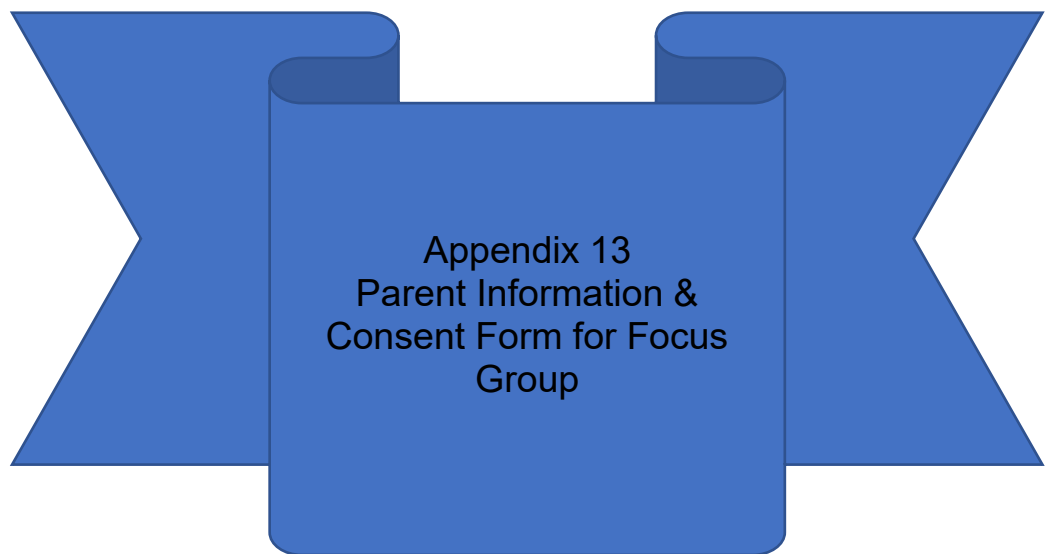 Appendix 13
Parent Information &
Consent Form for Focus
Group